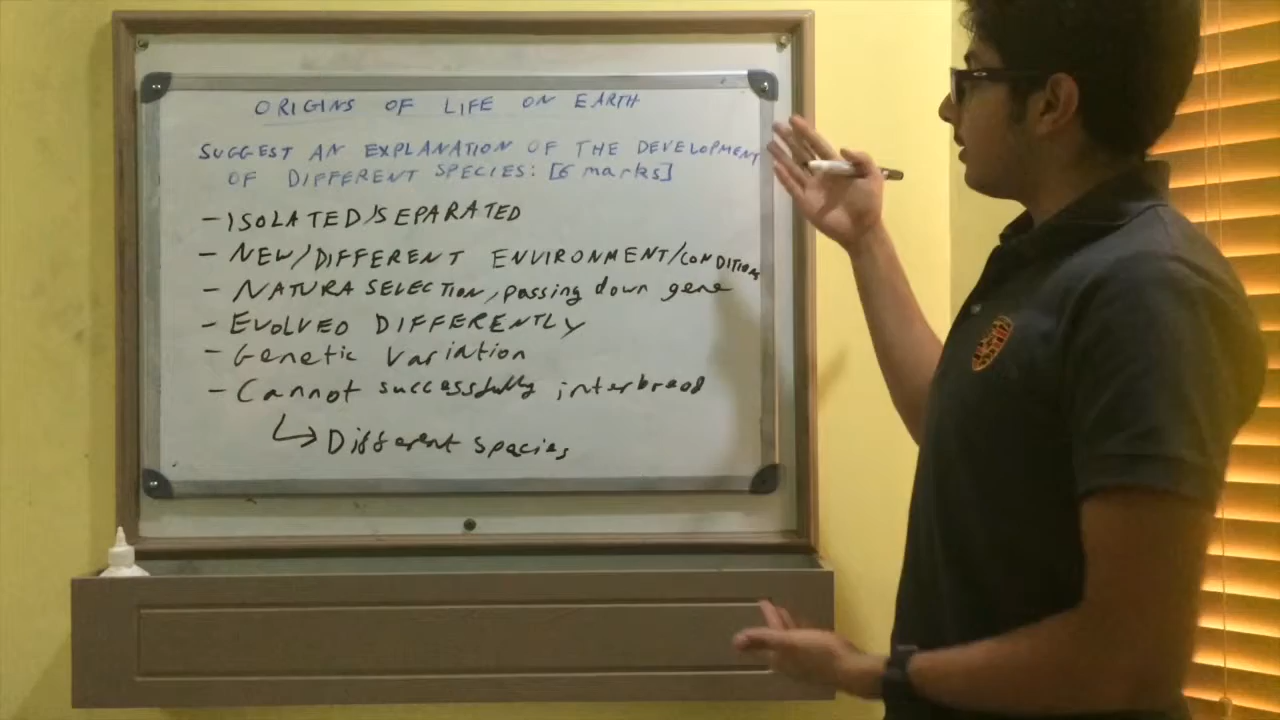 ORIGINS OF LIFE ON EARTH
SUGGEST AN EXPLANATION OF THE DEVELOPMENT
OF DIFFERENT SPECIES: [6 marks]
- ISOLATED/SEPARATED
- NEW/DIFFERENT ENVIRONMENT/CONDITIONS
- NATURA SELECTION, passing down gene
- EVOLVED DIFFERENTLY
- Genetic Variation
- Cannot successfully interbreed
↳ Different species